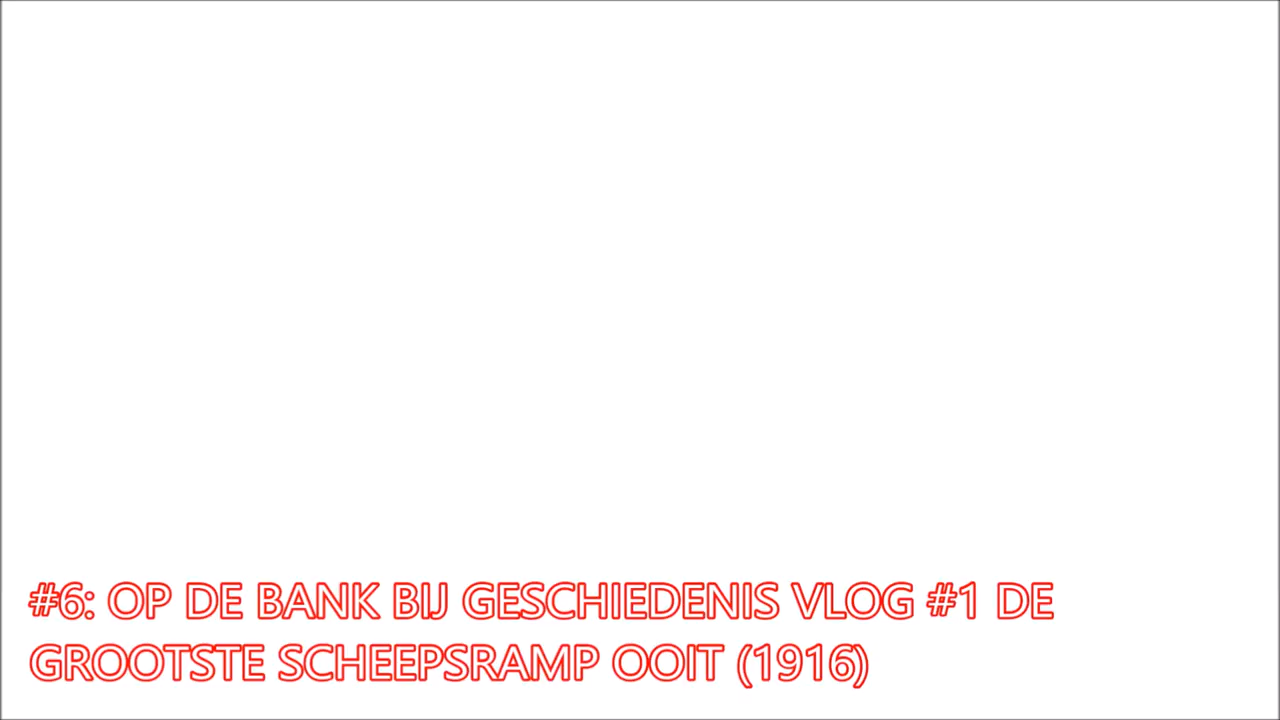 #6: OP DE BANK BIJ GESCHIEDENIS VLOG #1 DE
GROOTSTE SCHEEPSRAMP OOIT (1916)